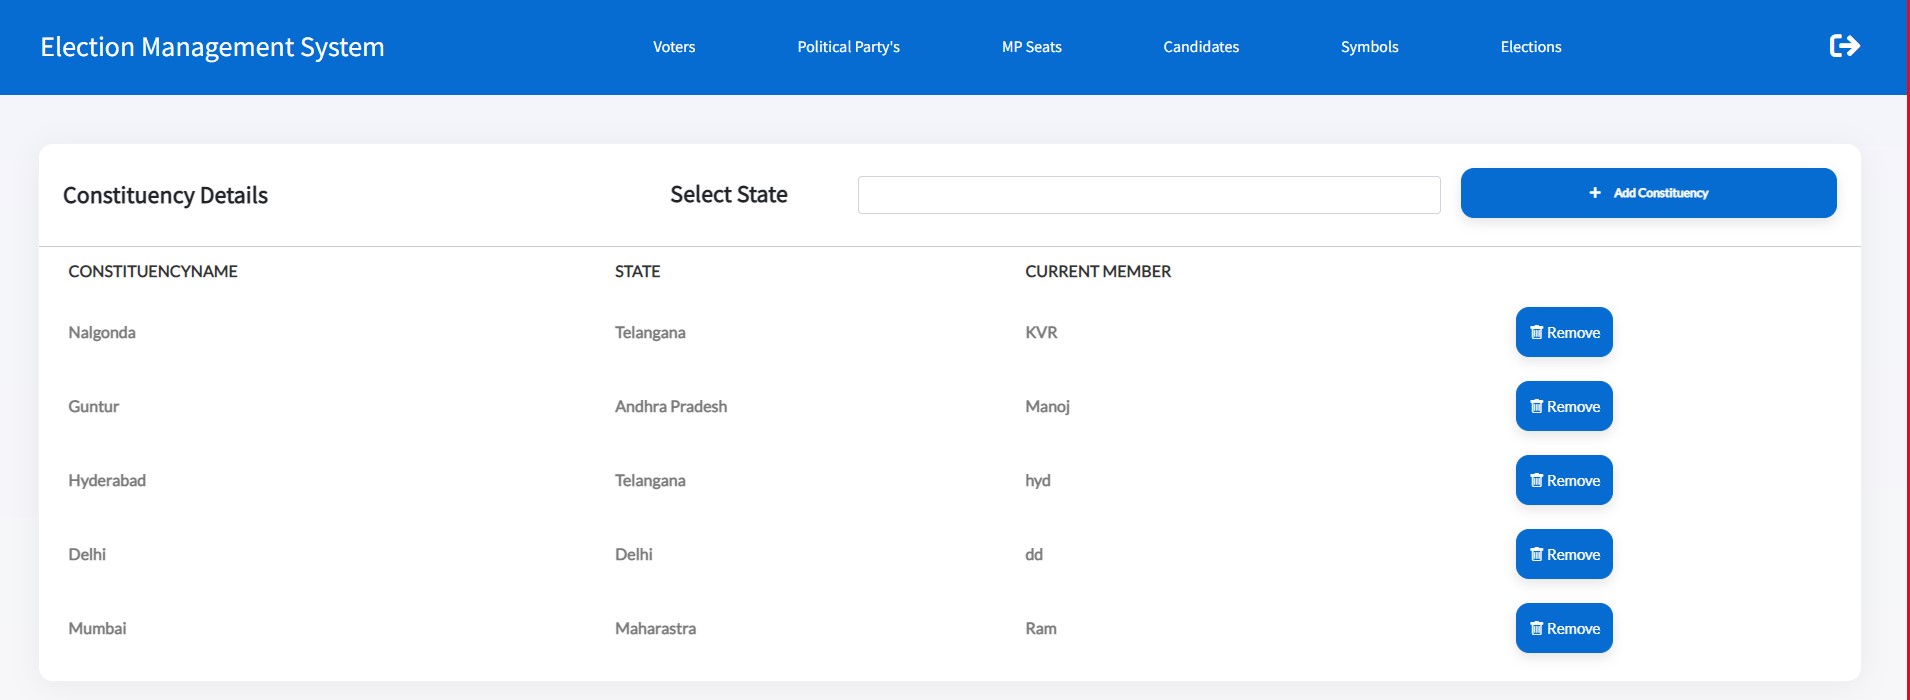 Election Management System Voters Political Party's MP Seats Candidates Symbols Elections
Constituency Details Select State + Add Constituency
CONSTITUENCYNAME STATE CURRENT MEMBER
Nalgonda Telangana KVR Remove
Guntur Andhra Pradesh Manoj Remove
Hyderabad Telangana hyd Remove
Delhi Delhi dd Remove
Mumbai Maharastra Ram Remove